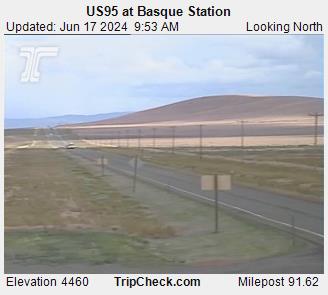 US95 at Basque Station
Updated: Jun 17 2024 9:53 AM
Looking North
Elevation 4460
TripCheck.com
Milepost 91.62